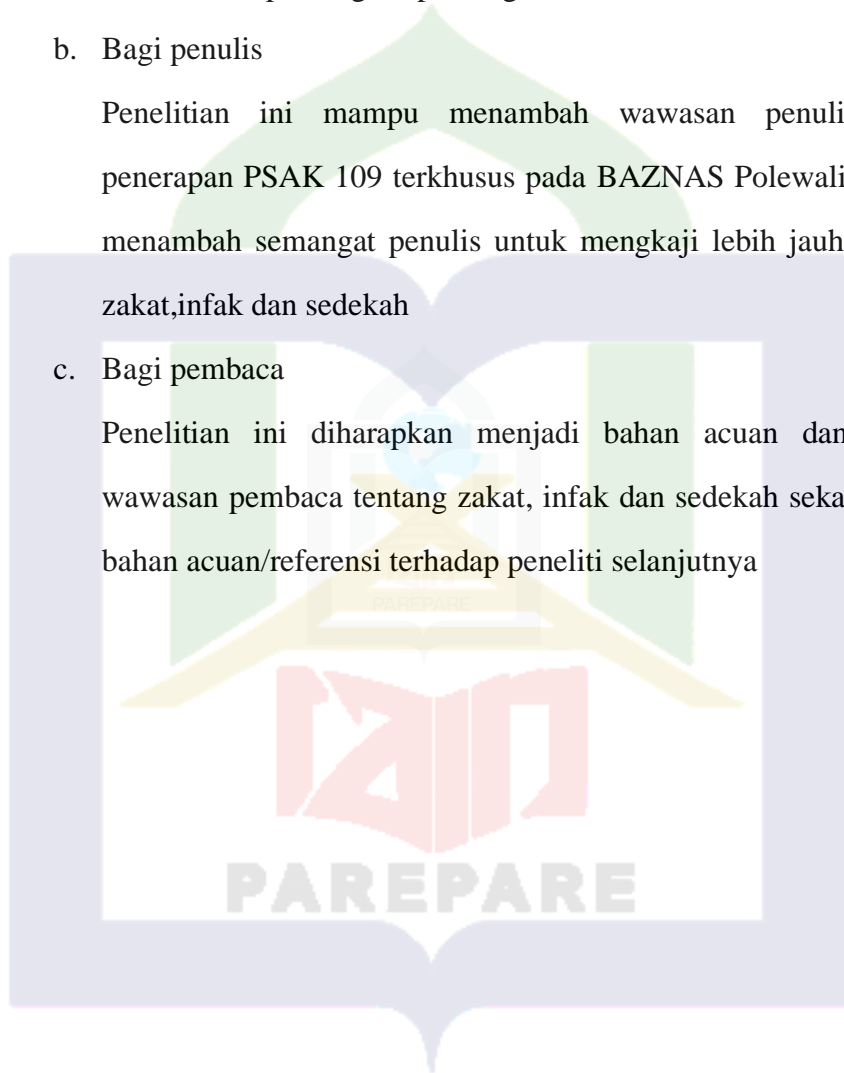 b. Bagi penulis
Penelitian ini mampu menambah wawasan penuli
penerapan PSAK 109 terkhusus pada BAZNAS Polewali
menambah semangat penulis untuk mengkaji lebih jauh
zakat,infak dan sedekah
c. Bagi pembaca
Penelitian ini diharapkan menjadi bahan acuan dan
wawasan pembaca tentang zakat, infak dan sedekah seka
bahan acuan/referensi terhadap peneliti selanjutnya
PAREPARE
iain
PAREPARE